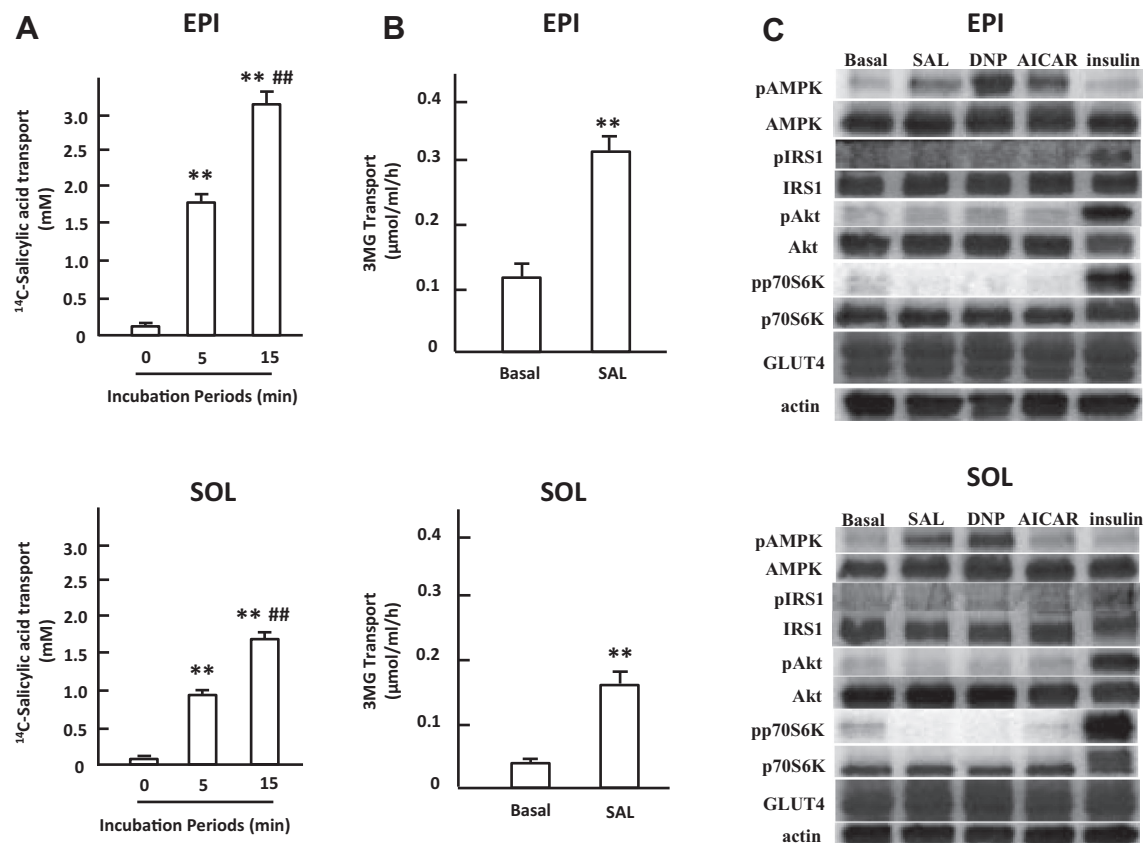 A
EPI
¹⁴C-Salicylic acid transport
(mM)
3.0
2.5
2.0
1.5
1.0
0.5
0
**
** ##
0 5 15
Incubation Periods (min)
SOL
¹⁴C-Salicylic acid transport
(mM)
3.0
2.5
2.0
1.5
1.0
0.5
0
**
** ##
0 5 15
Incubation Periods (min)
B
EPI
3MG Transport
(μmol/ml/h)
0.4
0.3
0.2
0.1
0
**
Basal SAL
SOL
3MG Transport
(μmol/ml/h)
0.4
0.3
0.2
0.1
0
**
Basal SAL
C
EPI
Basal SAL DNP AICAR insulin
pAMPK
AMPK
pIRS1
IRS1
pAkt
Akt
pp70S6K
p70S6K
GLUT4
actin
SOL
Basal SAL DNP AICAR insulin
pAMPK
AMPK
pIRS1
IRS1
pAkt
Akt
pp70S6K
p70S6K
GLUT4
actin